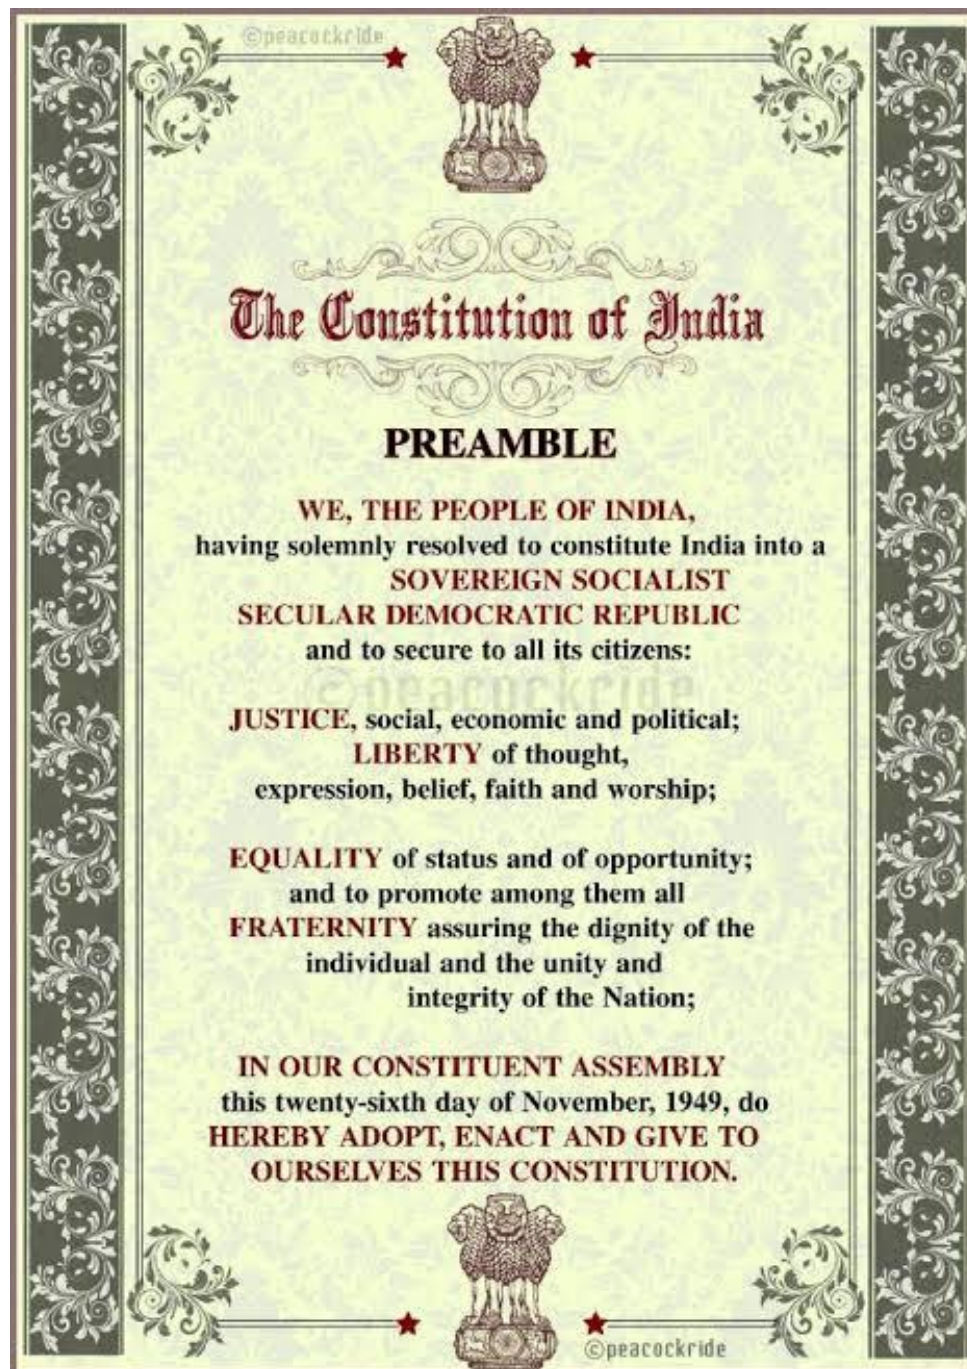 ©peacockride
The Constitution of India
PREAMBLE
WE, THE PEOPLE OF INDIA,
having solemnly resolved to constitute India into a
SOVEREIGN SOCIALIST
SECULAR DEMOCRATIC REPUBLIC
and to secure to all its citizens:
©peacockride
JUSTICE, social, economic and political;
LIBERTY of thought,
expression, belief, faith and worship;
EQUALITY of status and of opportunity;
and to promote among them all
FRATERNITY assuring the dignity of the
individual and the unity and
integrity of the Nation;
IN OUR CONSTITUENT ASSEMBLY
this twenty-sixth day of November, 1949, do
HEREBY ADOPT, ENACT AND GIVE TO
OURSELVES THIS CONSTITUTION.
©peacockride